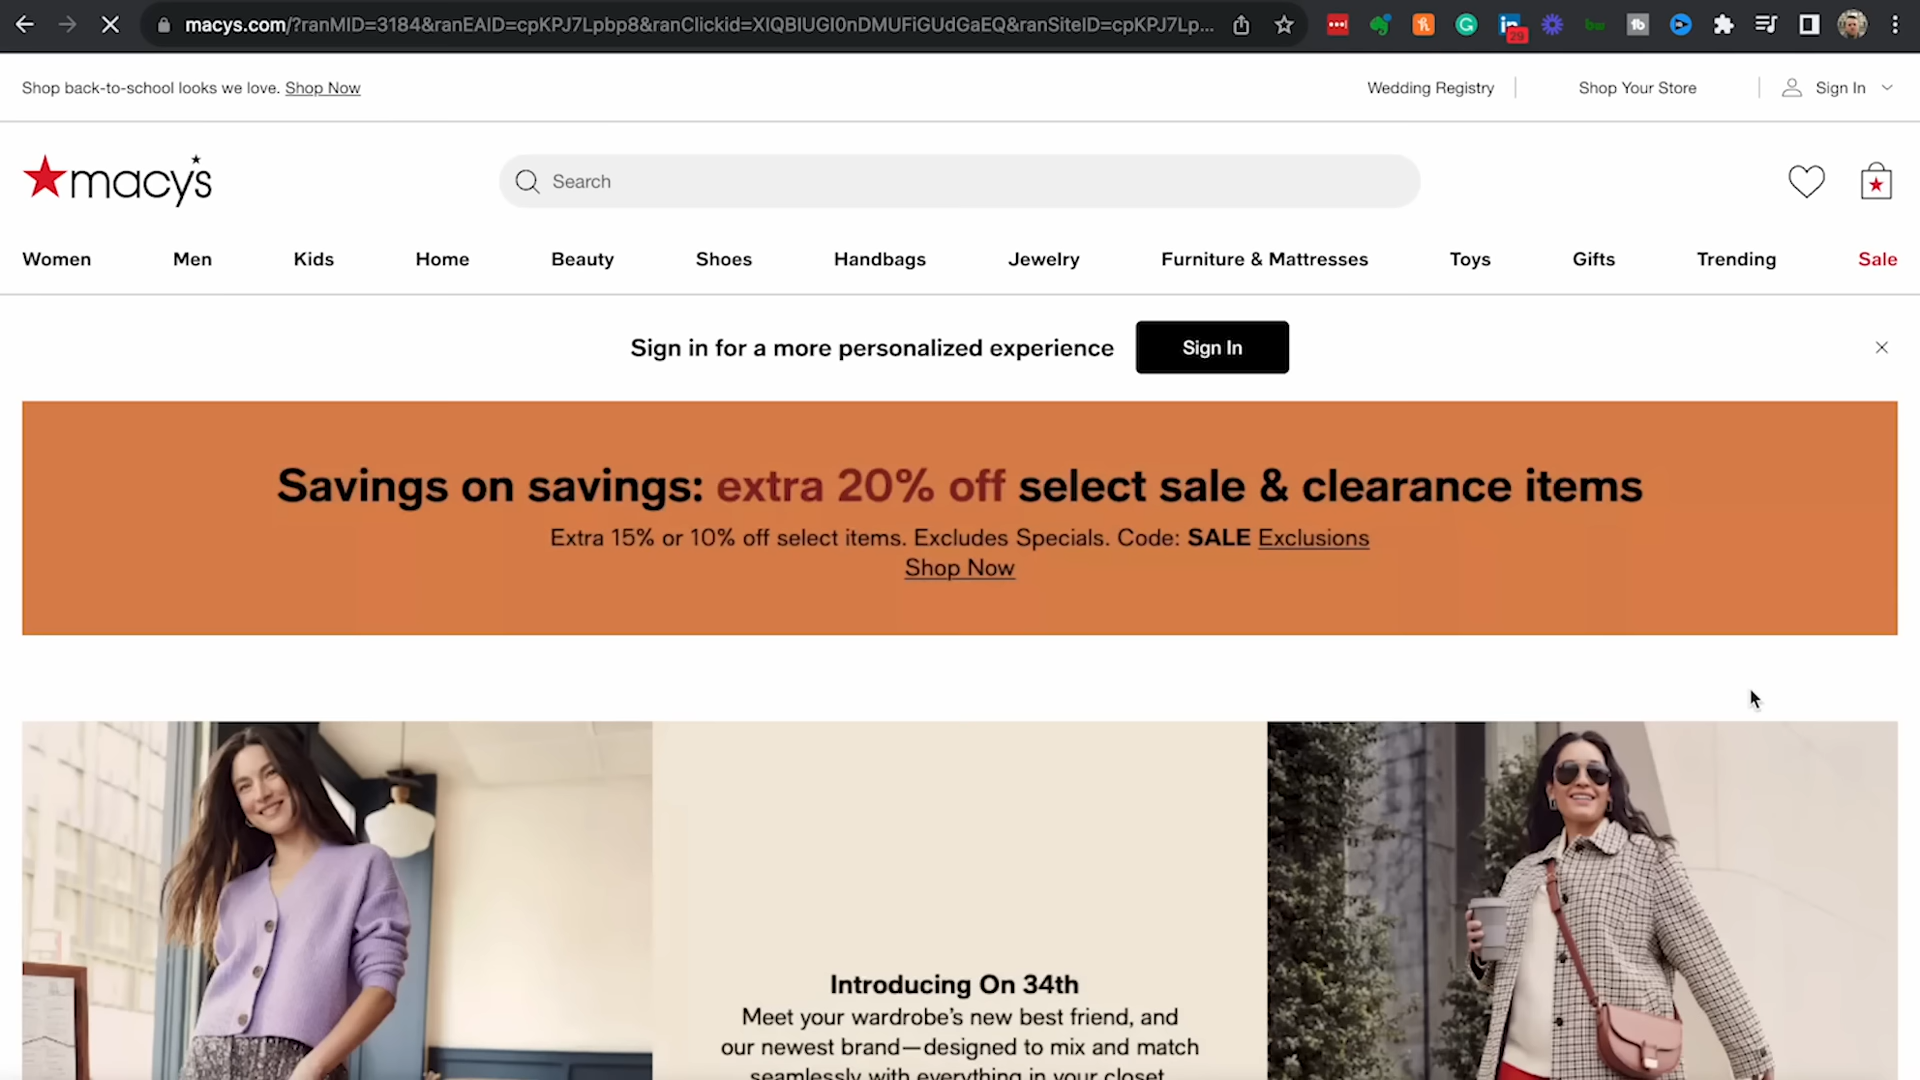 macys.com/?ranMID=3184&ranEAID=cpKPJ7Lpbp8&ranClickid=XIQBIUGI0nDMUFiGUdGaEQ&ranSiteID=cpKPJ7Lp...
29
Shop back-to-school looks we love. Shop Now
Wedding Registry
Shop Your Store
Sign In
macy's
Search
Women Men Kids Home Beauty Shoes Handbags Jewelry Furniture & Mattresses Toys Gifts Trending Sale
Sign in for a more personalized experience
Sign In
Savings on savings: extra 20% off select sale & clearance items
Extra 15% or 10% off select items. Excludes Specials. Code: SALE Exclusions
Shop Now
Introducing On 34th
Meet your wardrobe's new best friend, and
our newest brand—designed to mix and match
seamlessly with everything in your closet